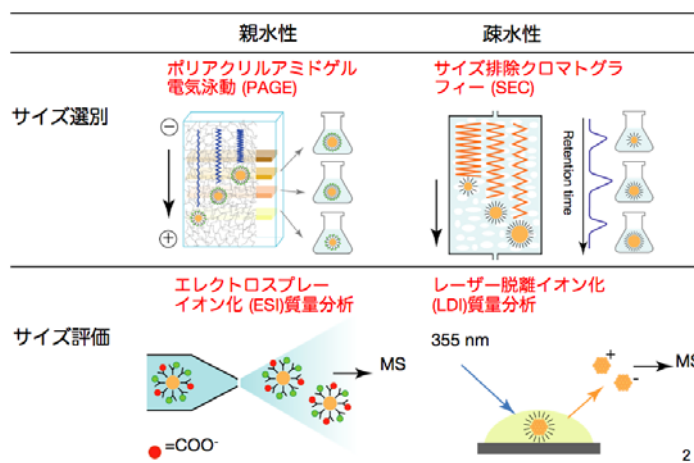 親水性
疎水性
ポリアクリルアミドゲル
電気泳動 (PAGE)
サイズ排除クロマトグラ
フィー (SEC)
サイズ選別
−
+
Retention time
エレクトロスプレー
イオン化 (ESI)質量分析
レーザー脱離イオン化
(LDI)質量分析
サイズ評価
MS
=COO-
355 nm
+
-
MS
2